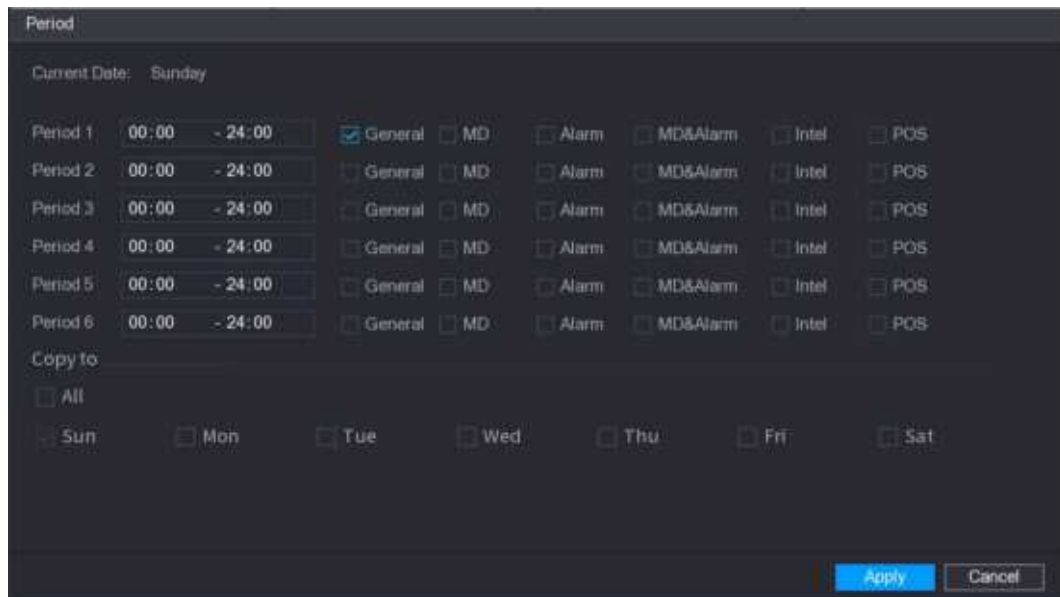 Period
Current Date: Sunday
Period 1 00:00 - 24:00 General MD Alarm MD&Alarm Intel POS
Period 2 00:00 - 24:00 General MD Alarm MD&Alarm Intel POS
Period 3 00:00 - 24:00 General MD Alarm MD&Alarm Intel POS
Period 4 00:00 - 24:00 General MD Alarm MD&Alarm Intel POS
Period 5 00:00 - 24:00 General MD Alarm MD&Alarm Intel POS
Period 6 00:00 - 24:00 General MD Alarm MD&Alarm Intel POS
Copy to
All
Sun Mon Tue Wed Thu Fri Sat
Apply Cancel